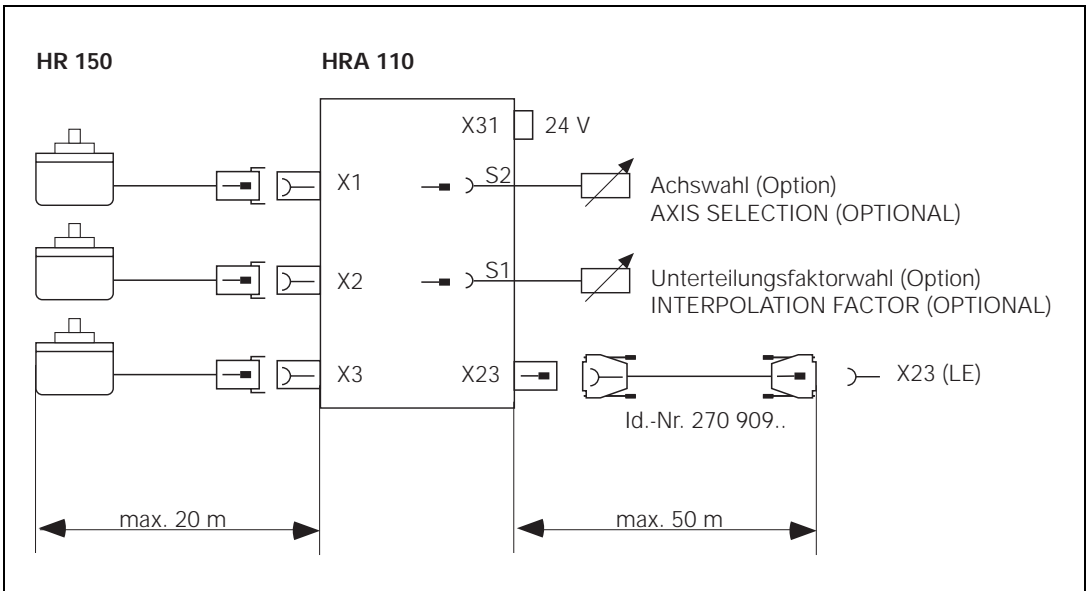 HR 150
HRA 110
X31
24 V
X1
S2
Achswahl (Option)
AXIS SELECTION (OPTIONAL)
X2
S1
Unterteilungsfaktorwahl (Option)
INTERPOLATION FACTOR (OPTIONAL)
X3
X23
X23 (LE)
Id.-Nr. 270 909..
max. 20 m
max. 50 m